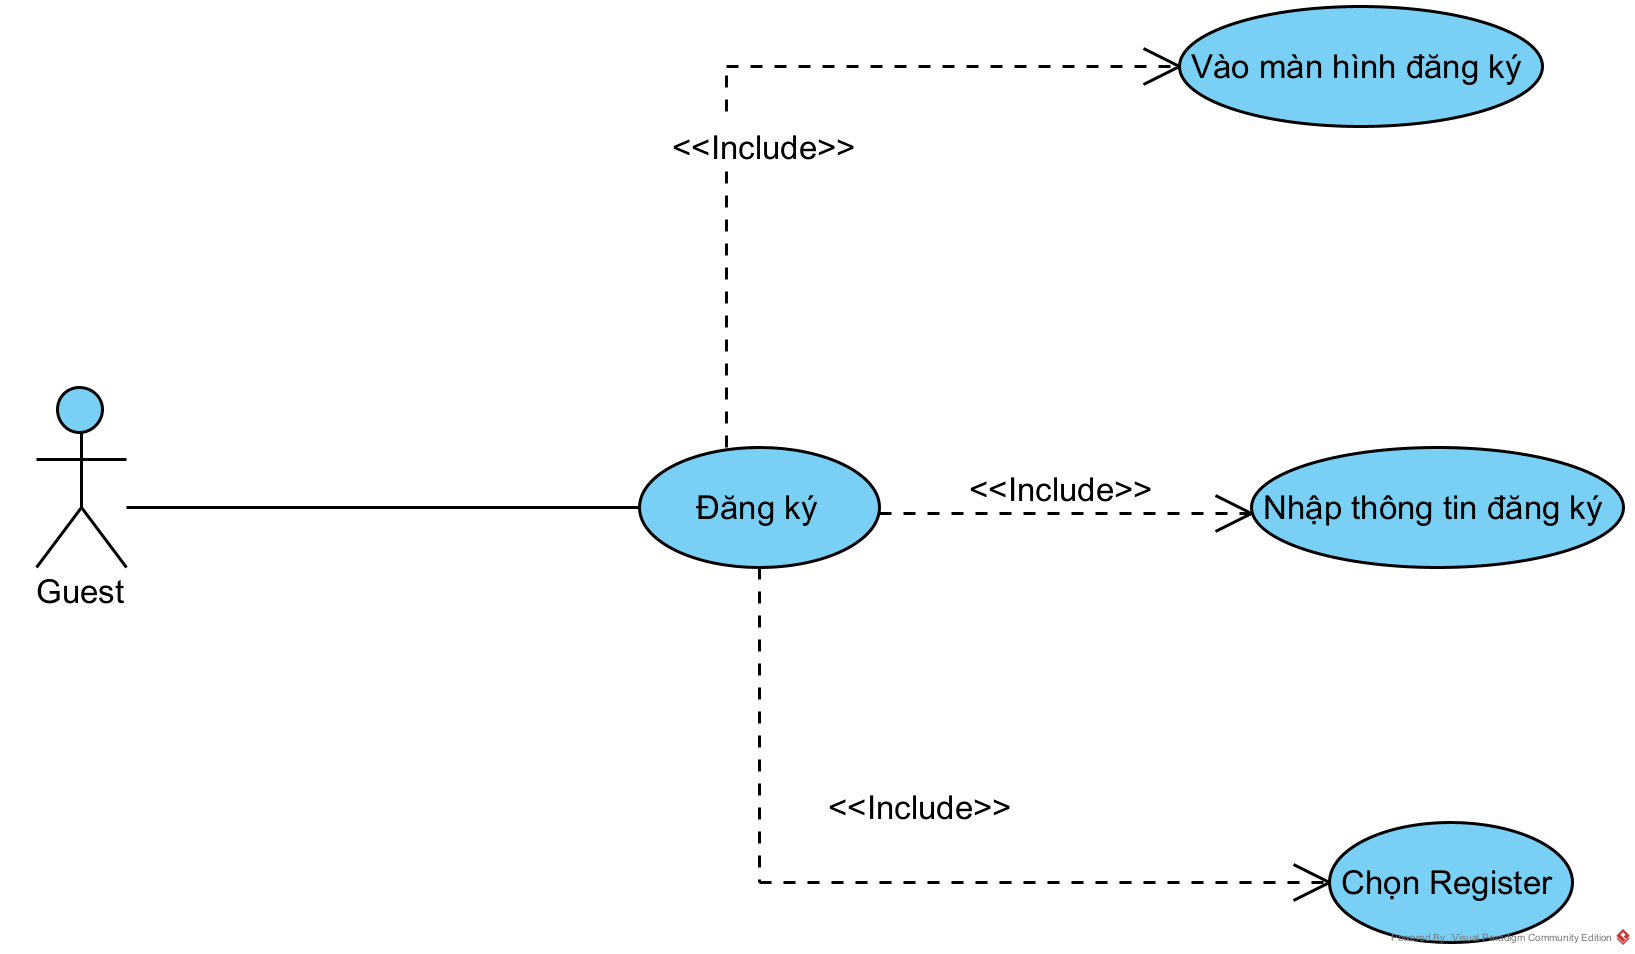 Vào màn hình đăng ký
<<Include>>
<<Include>>
Đăng ký
Nhập thông tin đăng ký
Guest
<<Include>>
Chọn Register
Powered By: Visual Paradigm Community Edition